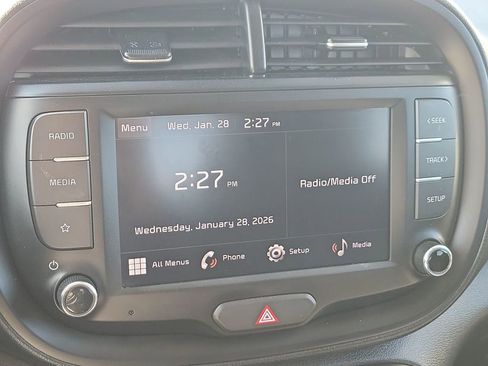 RADIO
MEDIA
Menu Wed, Jan. 28 2:27 PM
2:27 PM
Wednesday, January 28, 2026
Radio/Media Off
All Menus Phone Setup Media
< SEEK
TRACK >
SETUP